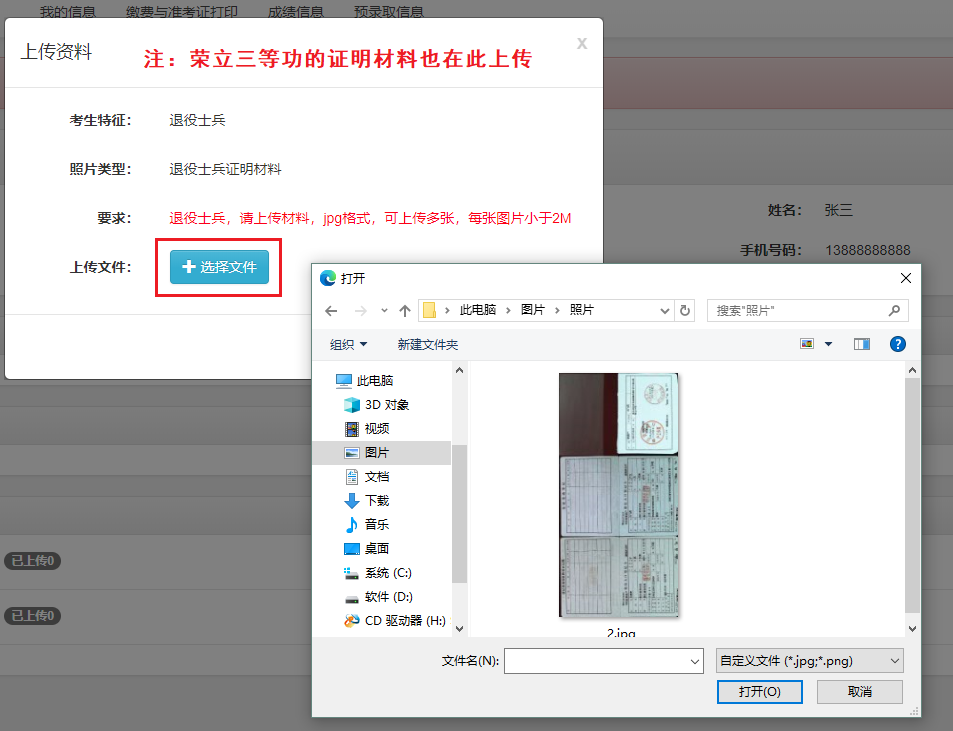 我的信息 缴费与准考证打印 成绩信息 预录取信息
上传资料
注：荣立三等功的证明材料也在此上传
x
考生特征： 退役士兵
照片类型： 退役士兵证明材料
要求： 退役士兵，请上传材料，jpg格式，可上传多张，每张图片小于2M
上传文件： 选择文件
姓名： 张三
手机号码： 13888888888
已上传0
已上传0
打开
此电脑 图片 照片
搜索"照片"
组织 新建文件夹
此电脑
3D 对象
视频
图片
文档
下载
音乐
桌面
系统 (C:)
软件 (D:)
CD 驱动器 (H:)
2.jpg
文件名(N):
自定义文件 (*.jpg;*.png)
打开(O) 取消